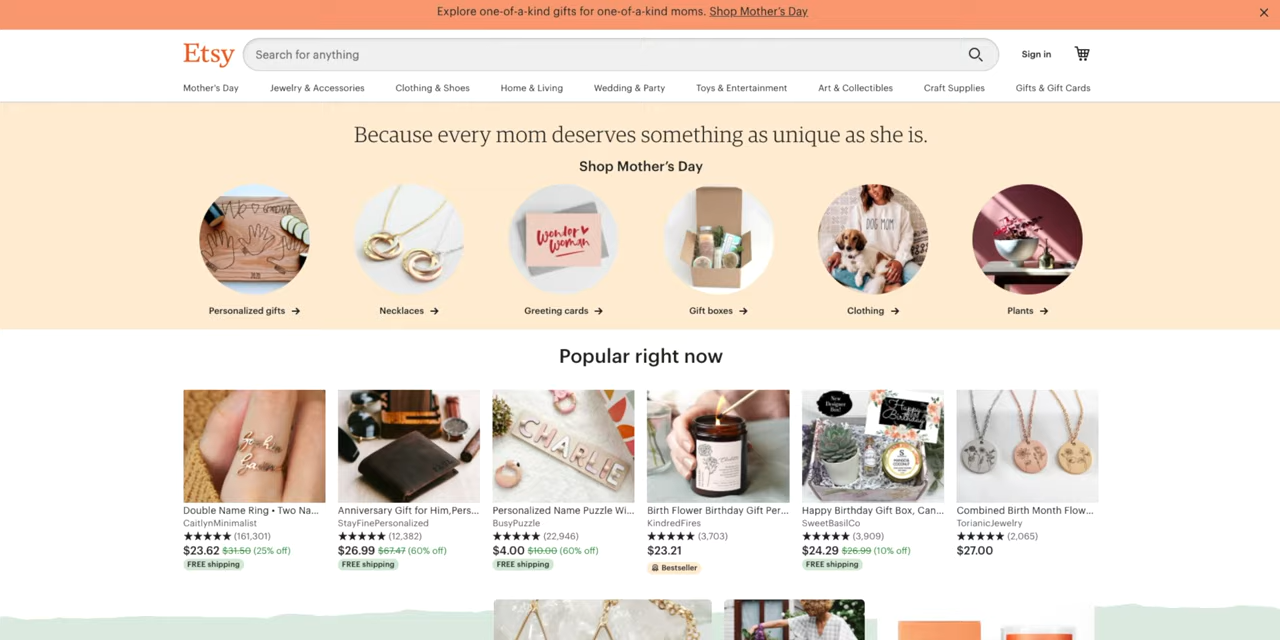 Explore one-of-a-kind gifts for one-of-a-kind moms. Shop Mother's Day
Etsy
Search for anything
Sign in
Mother's Day
Jewelry & Accessories
Clothing & Shoes
Home & Living
Wedding & Party
Toys & Entertainment
Art & Collectibles
Craft Supplies
Gifts & Gift Cards
Because every mom deserves something as unique as she is.
Shop Mother's Day
Wonder
Woman
DOG MOM
Personalized gifts →
Necklaces →
Greeting cards →
Gift boxes →
Clothing →
Plants →
Popular right now
CHARLIE
Happy
Birthday
Double Name Ring • Two Na...
CaitlynMinimalist
★★★★★ (161,301)
$23.62 $31.50 (25% off)
FREE shipping
Anniversary Gift for Him,Pers...
StayFinePersonalized
★★★★★ (12,382)
$26.99 $67.47 (60% off)
FREE shipping
Personalized Name Puzzle Wi...
BusyPuzzle
★★★★★ (22,946)
$4.00 $10.00 (60% off)
FREE shipping
Birth Flower Birthday Gift Per...
KindredFires
★★★★★ (3,703)
$23.21
Bestseller
Happy Birthday Gift Box, Can...
SweetBasilCo
★★★★★ (3,909)
$24.29 $26.99 (10% off)
FREE shipping
Combined Birth Month Flow...
TorianicJewelry
★★★★★ (2,065)
$27.00